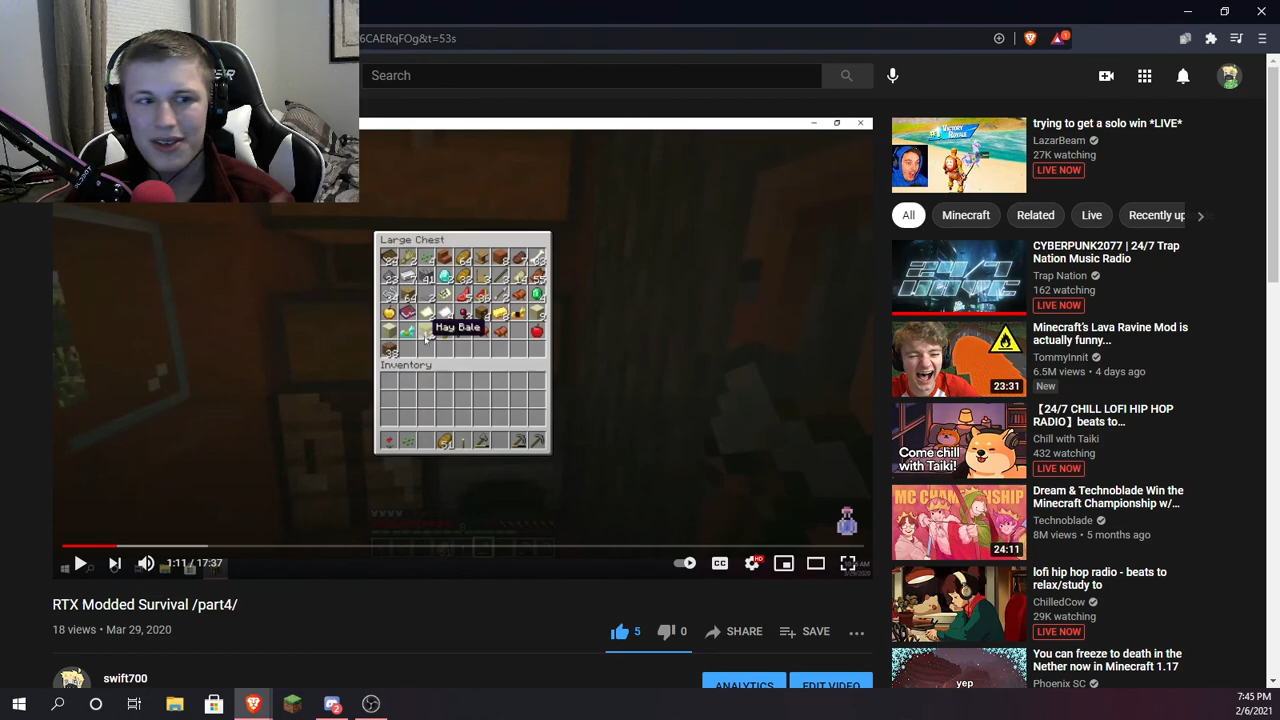 6CAERqFOg&t=53s
Search
Large Chest
Hay Bale
Inventory
1:11 / 17:37
CC
HD
RTX Modded Survival /part4/
18 views • Mar 29, 2020
5
0
SHARE
SAVE
swift700
ANALYTICS
EDIT VIDEO
trying to get a solo win *LIVE*
LazarBeam
27K watching
LIVE NOW
All
Minecraft
Related
Live
Recently up
CYBERPUNK2077 | 24/7 Trap
Nation Music Radio
Trap Nation
162 watching
LIVE NOW
Minecraft's Lava Ravine Mod is
actually funny...
TommyInnit
6.5M views • 4 days ago
New
23:31
【24/7 CHILL LOFI HIP HOP
RADIO】beats to...
Chill with Taiki
432 watching
LIVE NOW
Come chill
with Taiki!
Dream & Technoblade Win the
Minecraft Championship w/...
Technoblade
8M views • 5 months ago
24:11
lofi hip hop radio - beats to
relax/study to
ChilledCow
29K watching
LIVE NOW
You can freeze to death in the
Nether now in Minecraft 1.17
Phoenix SC
yep
7:45 PM
2/6/2021